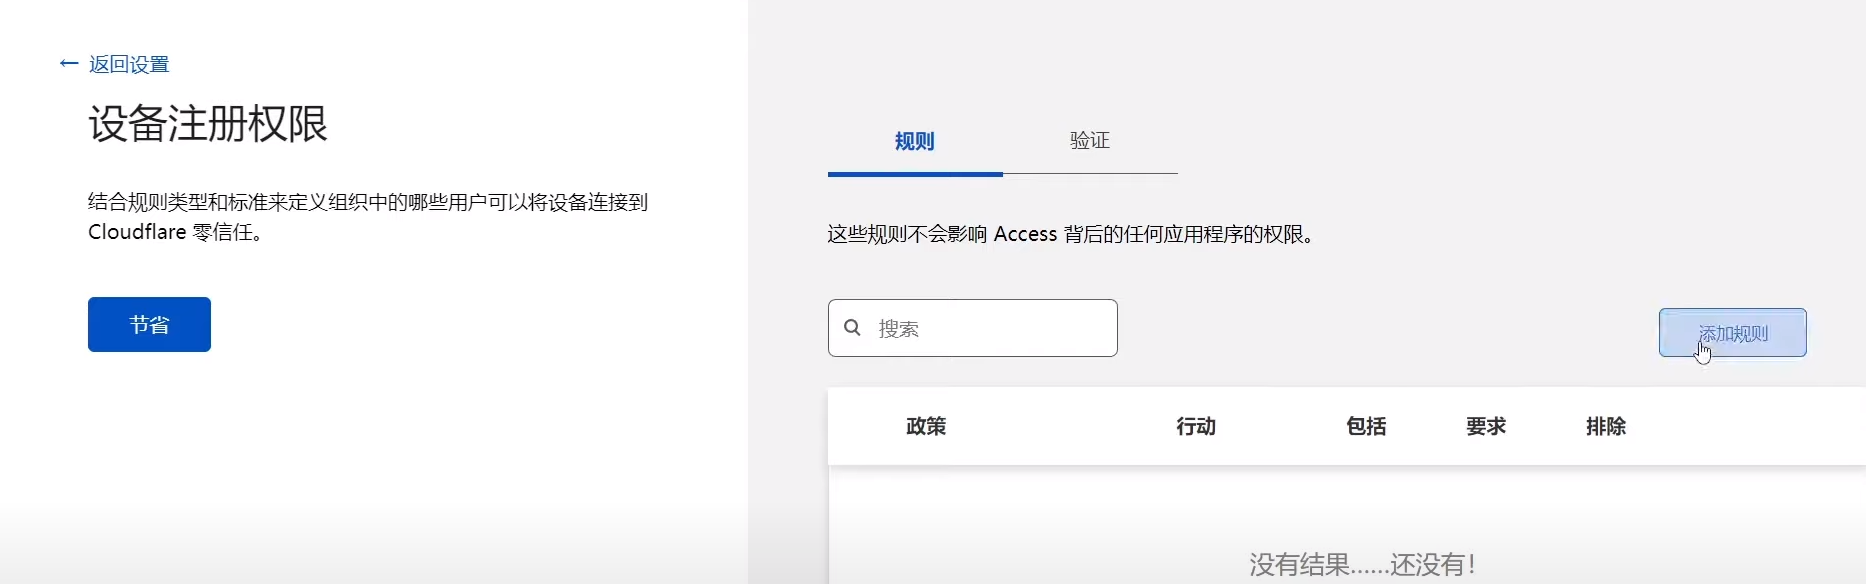 ← 返回设置
设备注册权限
结合规则类型和标准来定义组织中的哪些用户可以将设备连接到
Cloudflare 零信任。
节省
规则 验证
这些规则不会影响 Access 背后的任何应用程序的权限。
搜索 添加规则
政策 行动 包括 要求 排除
没有结果......还没有！